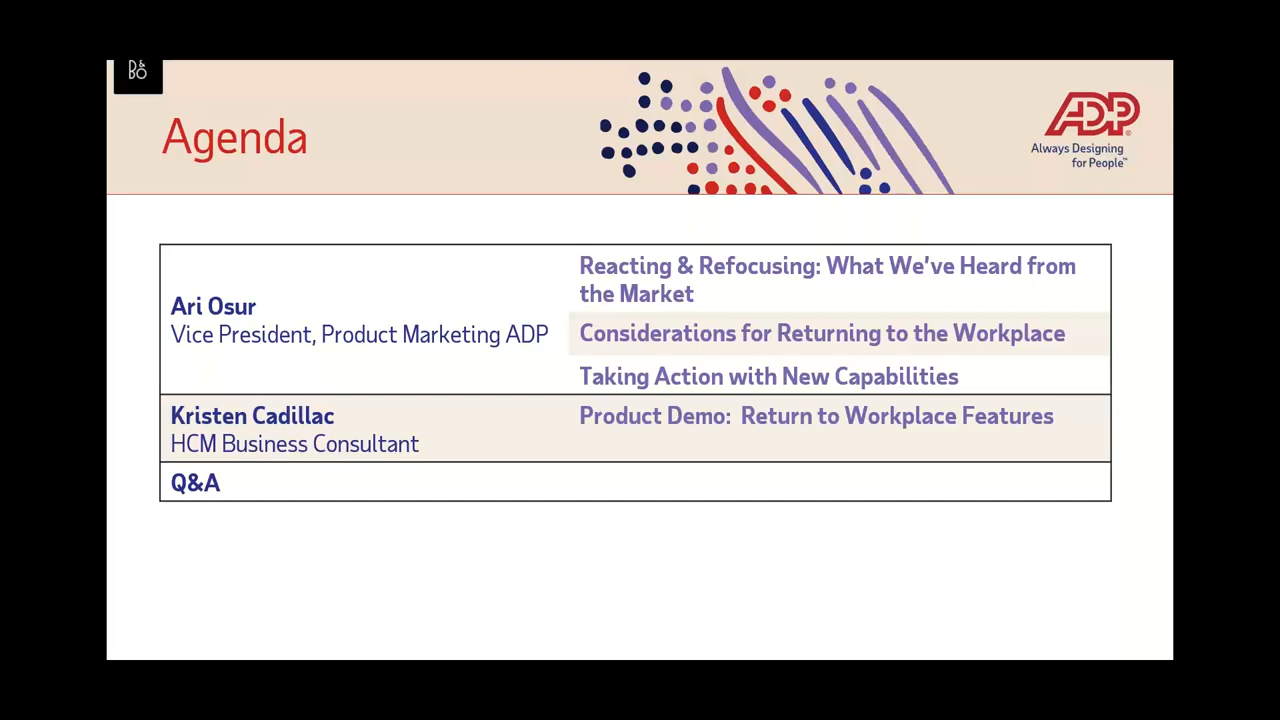 D&
BO
Agenda
ADP
Always Designing
for People™
Ari Osur
Vice President, Product Marketing ADP
Reacting & Refocusing: What We've Heard from
the Market
Considerations for Returning to the Workplace
Taking Action with New Capabilities
Kristen Cadillac
HCM Business Consultant
Product Demo:  Return to Workplace Features
Q&A